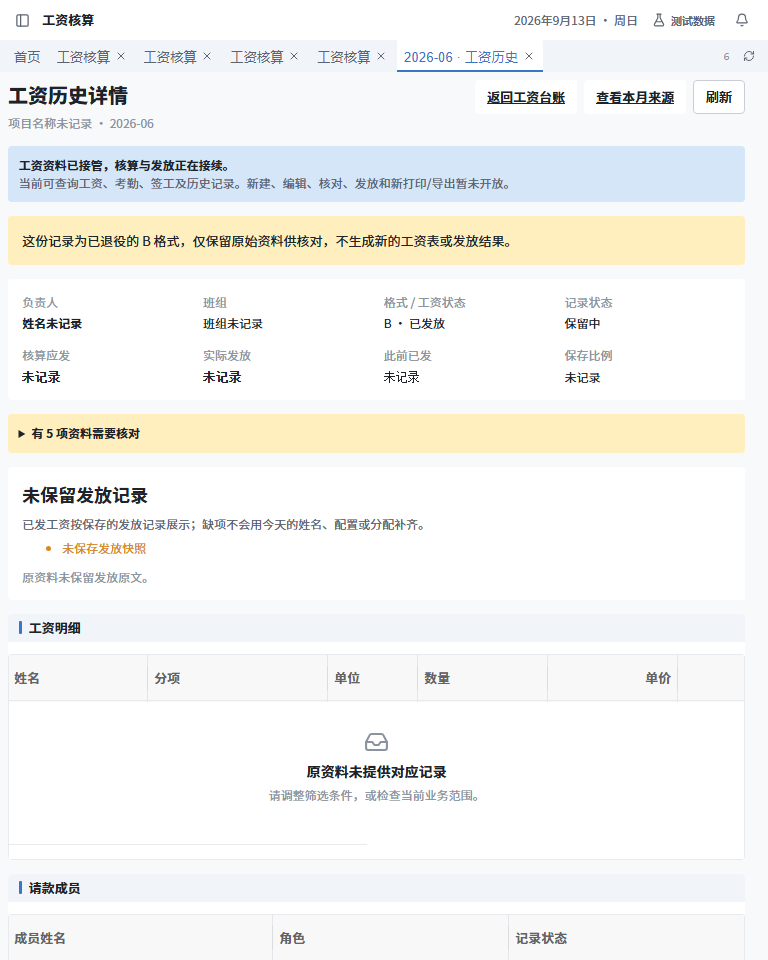 工资核算
2026年9月13日 • 周日
测试数据
首页
工资核算
工资核算
工资核算
工资核算
2026-06 · 工资历史
6
工资历史详情
返回工资台账
查看本月来源
刷新
项目名称未记录 • 2026-06
工资资料已接管，核算与发放正在接续。
当前可查询工资、考勤、签工及历史记录。新建、编辑、核对、发放和新打印/导出暂未开放。
这份记录为已退役的 B 格式，仅保留原始资料供核对，不生成新的工资表或发放结果。
负责人 班组 格式 / 工资状态 记录状态
姓名未记录 班组未记录 B • 已发放 保留中
核算应发 实际发放 此前已发 保存比例
未记录 未记录 未记录 未记录
有 5 项资料需要核对
未保留发放记录
已发工资按保存的发放记录展示；缺项不会用今天的姓名、配置或分配补齐。
未保存发放快照
原资料未保留发放原文。
工资明细
姓名 分项 单位 数量 单价
原资料未提供对应记录
请调整筛选条件，或检查当前业务范围。
请款成员
成员姓名 角色 记录状态